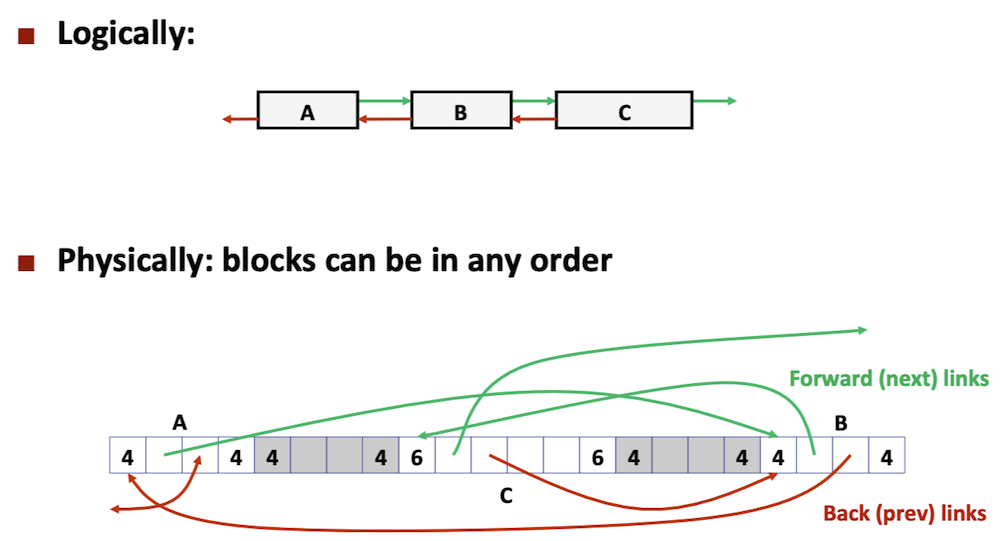 Logically:
A B C
Physically: blocks can be in any order
Forward (next) links
A B
4 4 4 4 6 6 4 4 4 4
C
Back (prev) links